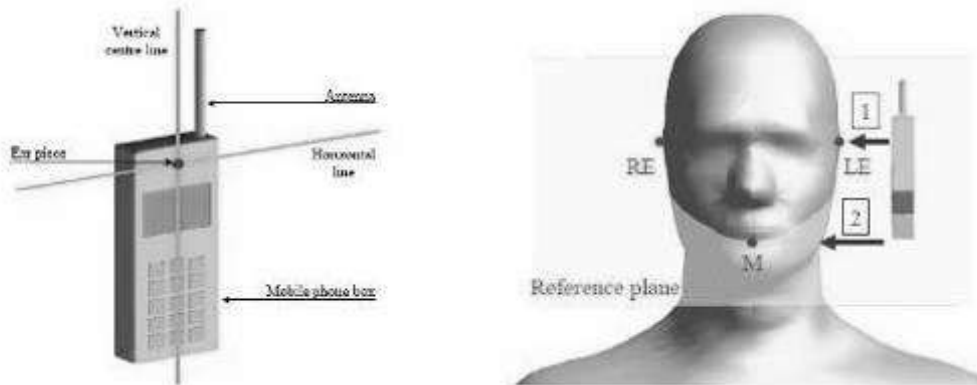 Vertical
centre line
Antenna
Ear piece
Horizontal
line
Mobile phone box
1
RE
LE
2
M
Reference plane